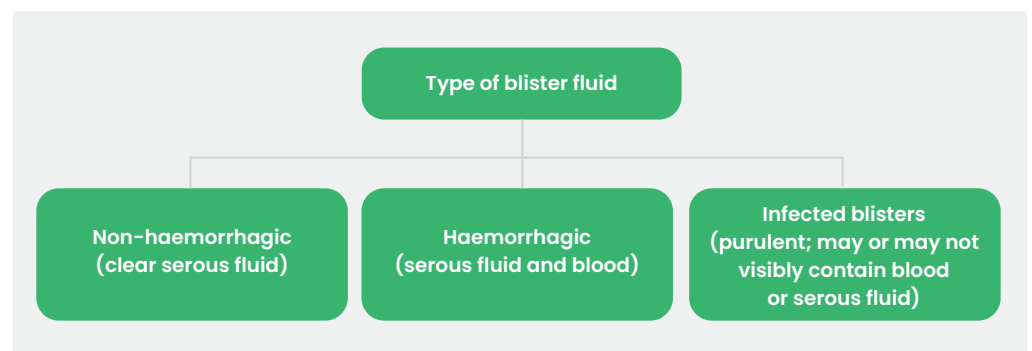 Type of blister fluid
Non-haemorrhagic
(clear serous fluid)
Haemorrhagic
(serous fluid and blood)
Infected blisters
(purulent; may or may not
visibly contain blood
or serous fluid)